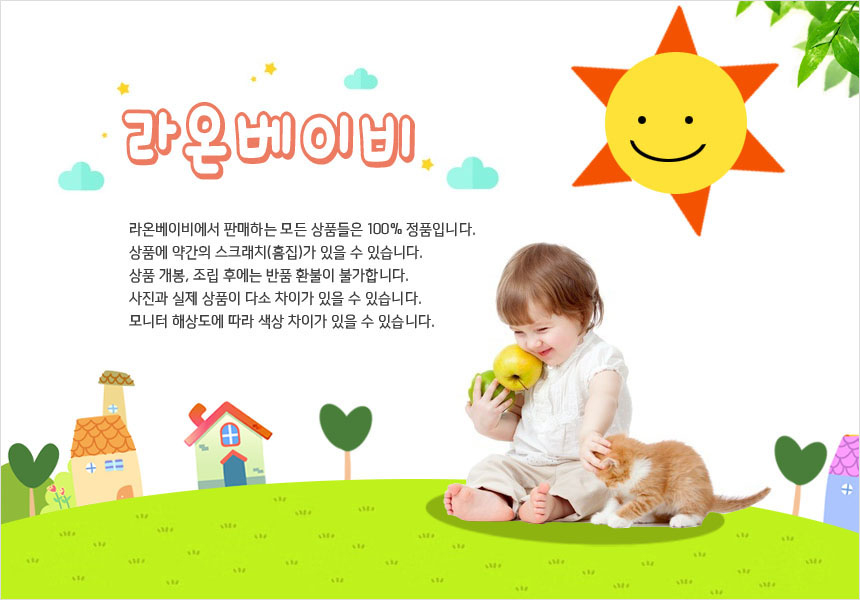 라온베이비
라온베이비에서 판매하는 모든 상품들은 100% 정품입니다.
상품에 약간의 스크래치(흠집)가 있을 수 있습니다.
상품 개봉, 조립 후에는 반품 환불이 불가합니다.
사진과 실제 상품이 다소 차이가 있을 수 있습니다.
모니터 해상도에 따라 색상 차이가 있을 수 있습니다.